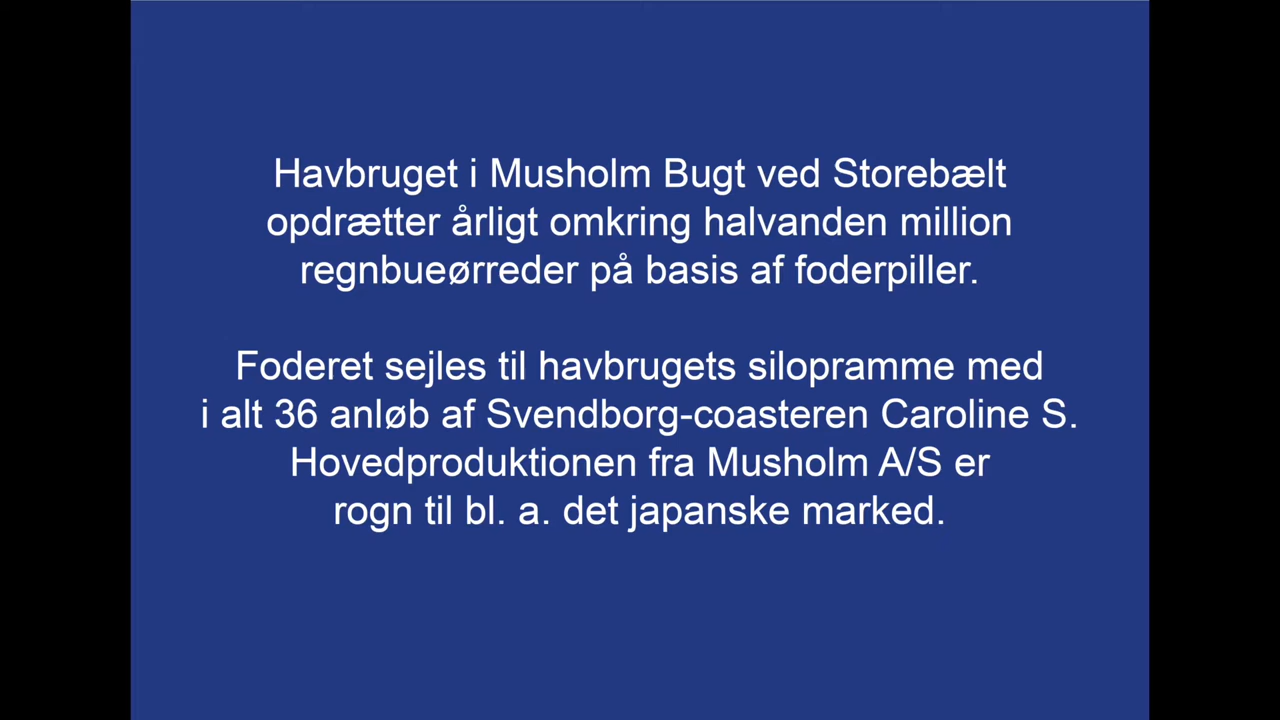 Havbruget i Musholm Bugt ved Storebælt
opdrætter årligt omkring halvanden million
regnbueørreder på basis af foderpiller.
Foderet sejles til havbrugets silopramme med
i alt 36 anløb af Svendborg-coasteren Caroline S.
Hovedproduktionen fra Musholm A/S er
rogn til bl. a. det japanske marked.